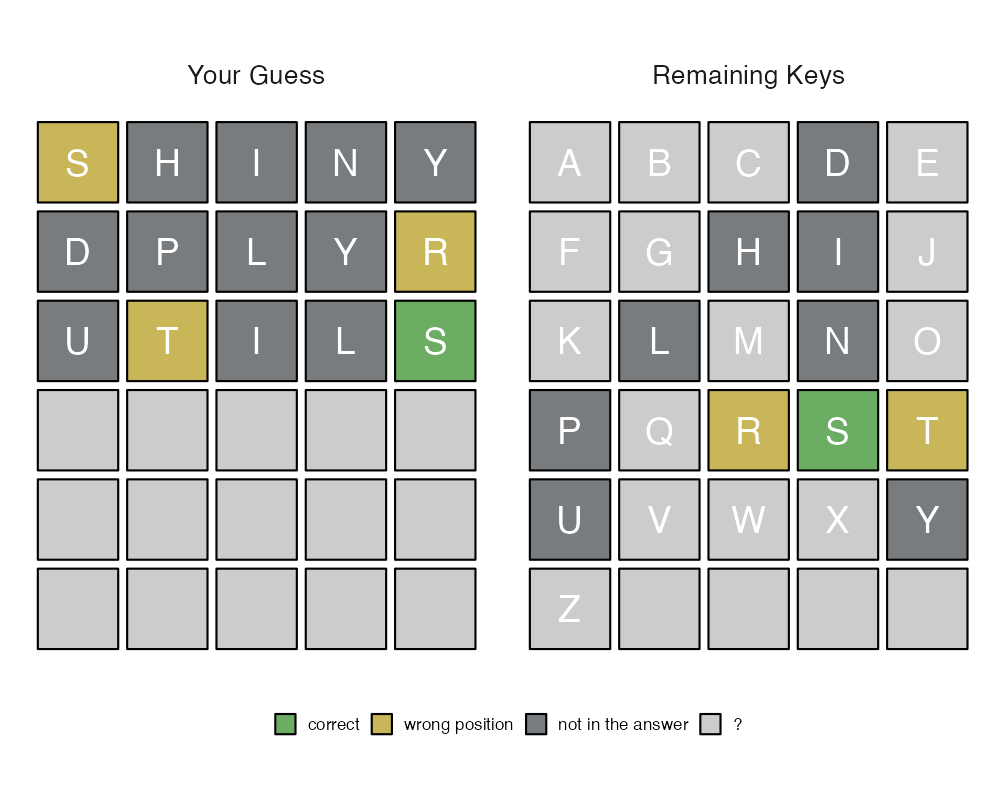 Your Guess
Remaining Keys
S H I N Y
A B C D E
D P L Y R
F G H I J
U T I L S
K L M N O
P Q R S T
U V W X Y
Z
correct wrong position not in the answer ?